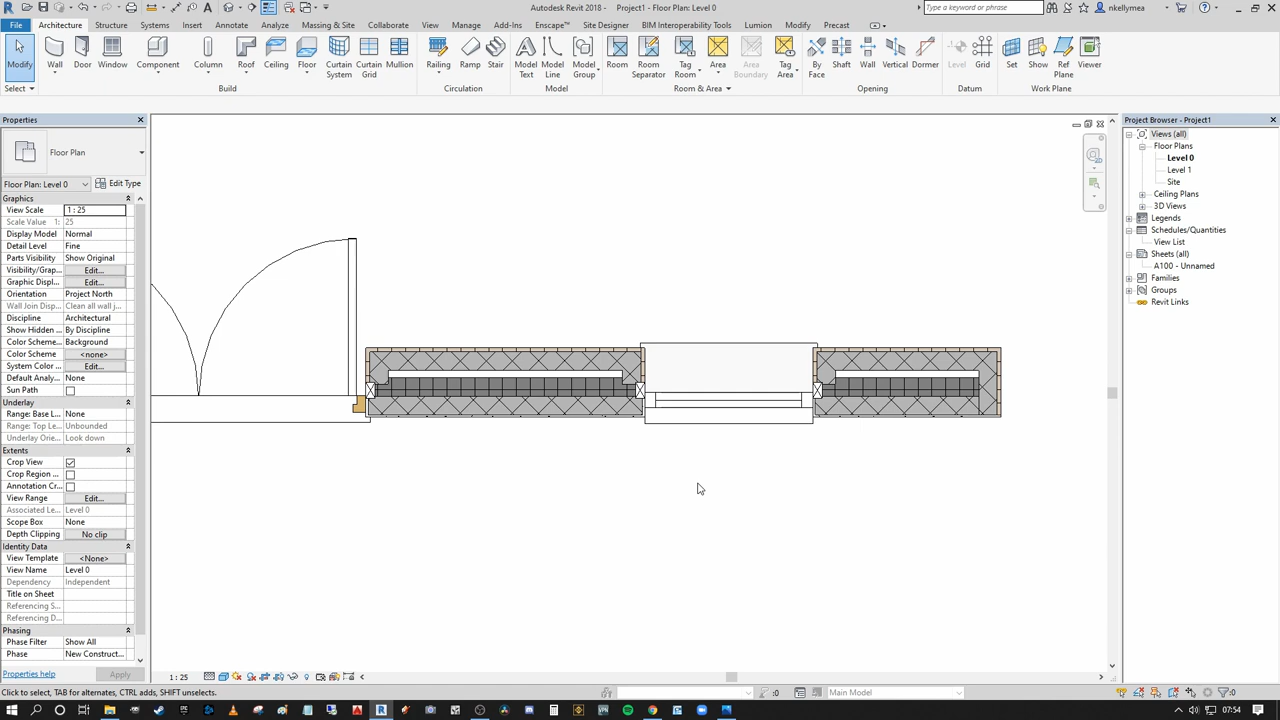 Autodesk Revit 2018 - Project1 - Floor Plan: Level 0
Type a keyword or phrase
nkellymea
File Architecture Structure Systems Insert Annotate Analyze Massing & Site Collaborate View Manage Add-Ins Enscape™ Site Designer BIM Interoperability Tools Lumion Modify Precast
Modify Wall Door Window Component Column Roof Ceiling Floor Curtain System Curtain Grid Mullion Railing Ramp Stair Model Text Model Line Model Group Room Room Separator Tag Room Area Area Boundary Tag Area By Face Shaft Wall Vertical Dormer Level Grid Set Show Ref Plane Viewer
Select Build Circulation Model Room & Area Opening Datum Work Plane
Properties
Floor Plan
Floor Plan: Level 0 Edit Type
Graphics
View Scale 1 : 25
Scale Value 1: 25
Display Model Normal
Detail Level Fine
Parts Visibility Show Original
Visibility/Grap... Edit...
Graphic Displ... Edit...
Orientation Project North
Wall Join Disp... Clean all wall j...
Discipline Architectural
Show Hidden ... By Discipline
Color Scheme ... Background
Color Scheme <none>
System Color ... Edit...
Default Analy... None
Sun Path
Underlay
Range: Base L... None
Range: Top Le... Unbounded
Underlay Orie... Look down
Extents
Crop View
Crop Region ...
Annotation Cr...
View Range Edit...
Associated Le... Level 0
Scope Box None
Depth Clipping No clip
Identity Data
View Template <None>
View Name Level 0
Dependency Independent
Title on Sheet
Referencing S...
Referencing D...
Phasing
Phase Filter Show All
Phase New Construct...
Properties help Apply
Project Browser - Project1
Views (all)
Floor Plans
Level 0
Level 1
Site
Ceiling Plans
3D Views
Legends
Schedules/Quantities
View List
Sheets (all)
A100 - Unnamed
Families
Groups
Revit Links
1 : 25
Click to select, TAB for alternates, CTRL adds, SHIFT unselects.
:0
Main Model
:0
07:54